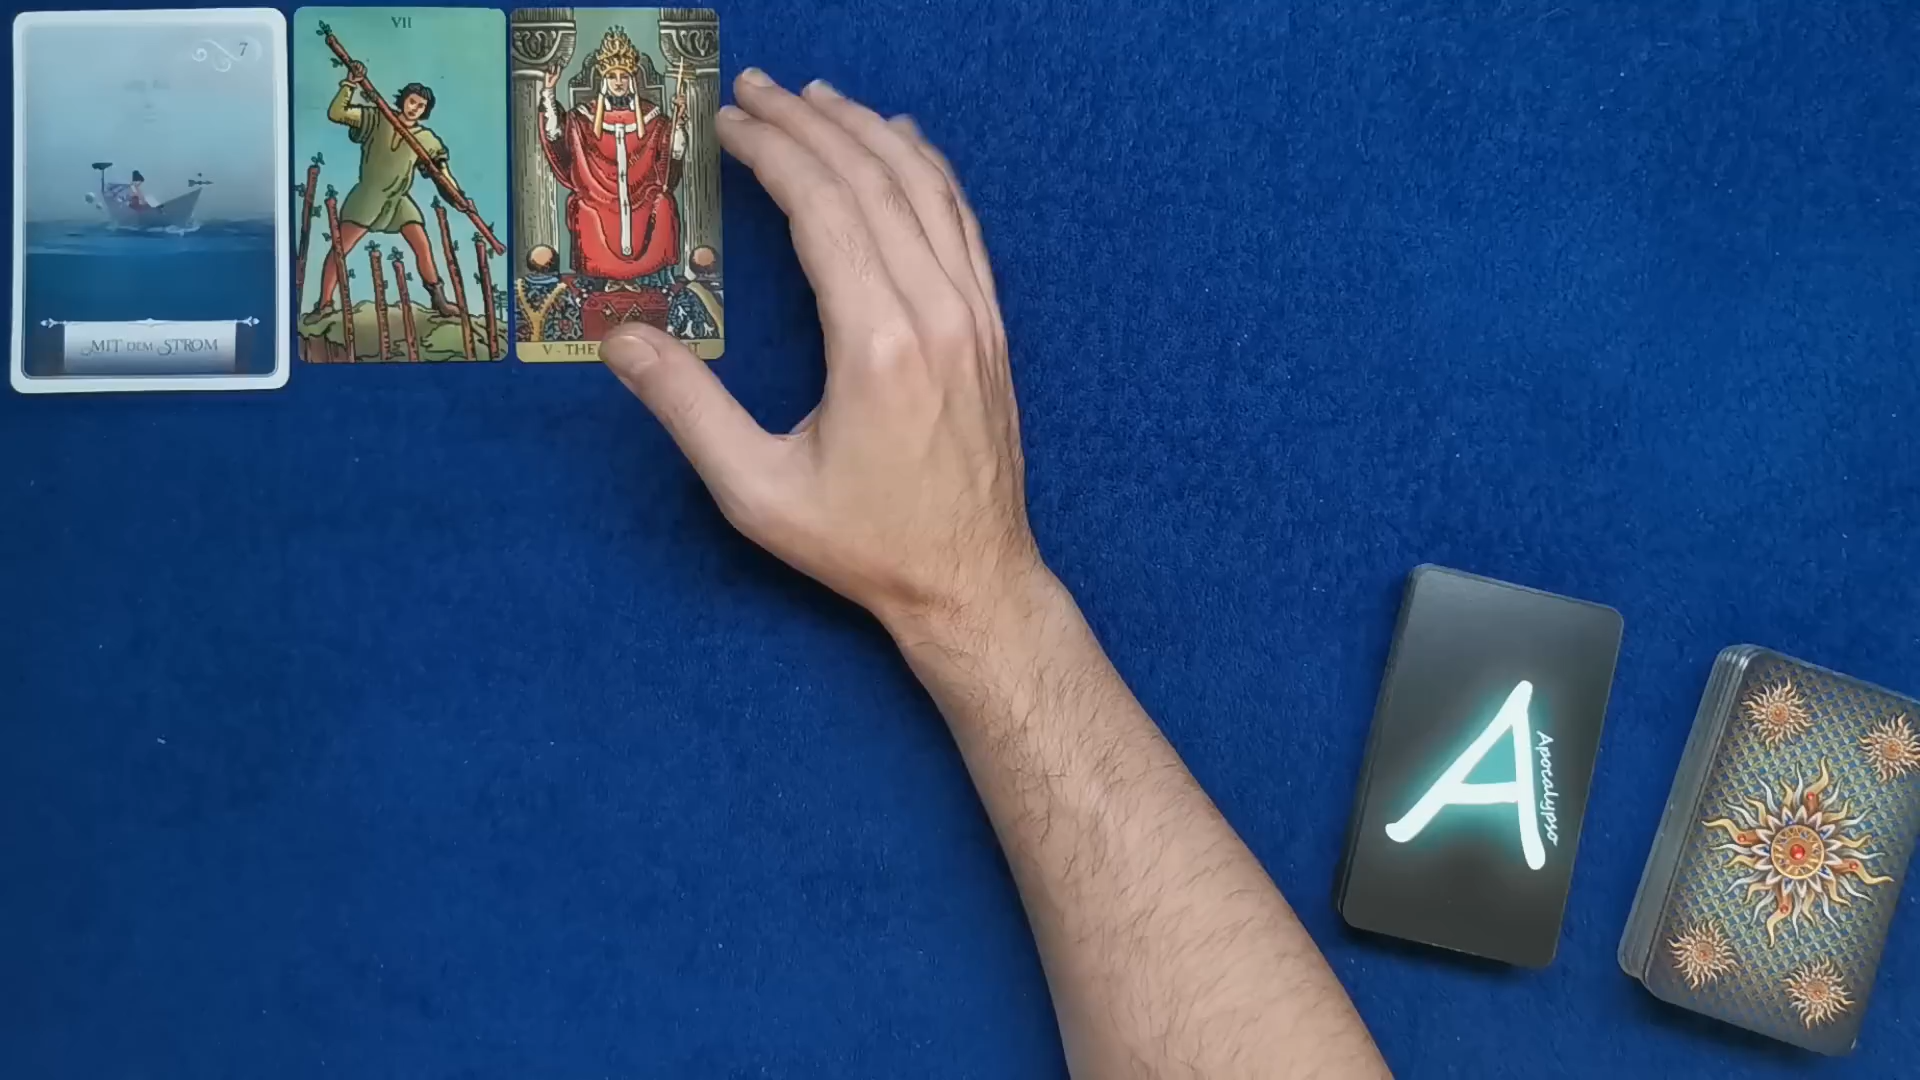 7
MIT DEM STROM
VII
V - THE
A
Apocalypso